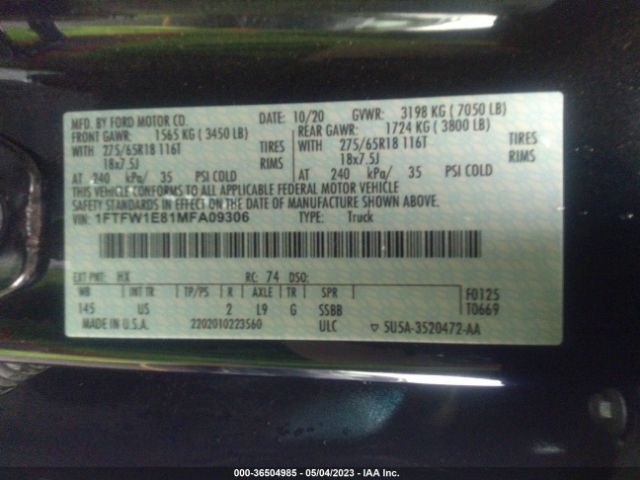 MFD. BY FORD MOTOR CO. DATE: 10/20 GVWR: 3198 KG ( 7050 LB)
FRONT GAWR: 1565 KG ( 3450 LB) REAR GAWR: 1724 KG ( 3800 LB)
WITH 275/65R18 116T TIRES WITH 275/65R18 116T TIRES
18x7.5J RIMS 18x7.5J RIMS
AT 240 kPa/ 35 PSI COLD AT 240 kPa/ 35 PSI COLD
THIS VEHICLE CONFORMS TO ALL APPLICABLE FEDERAL MOTOR VEHICLE
SAFETY STANDARDS IN EFFECT ON THE DATE OF MANUFACTURE SHOWN ABOVE.
VIN: 1FTFW1E81MFA09306 TYPE: Truck
EXT PNT: HX RC: 74 DSO:
WB INT TR TP/PS R AXLE TR SPR F0125
145 US 2 L9 G SSBB T0669
MADE IN U.S.A. 2202010223560 ULC SU5A-3520472-AA
000-36504985 - 05/04/2023 - IAA Inc.